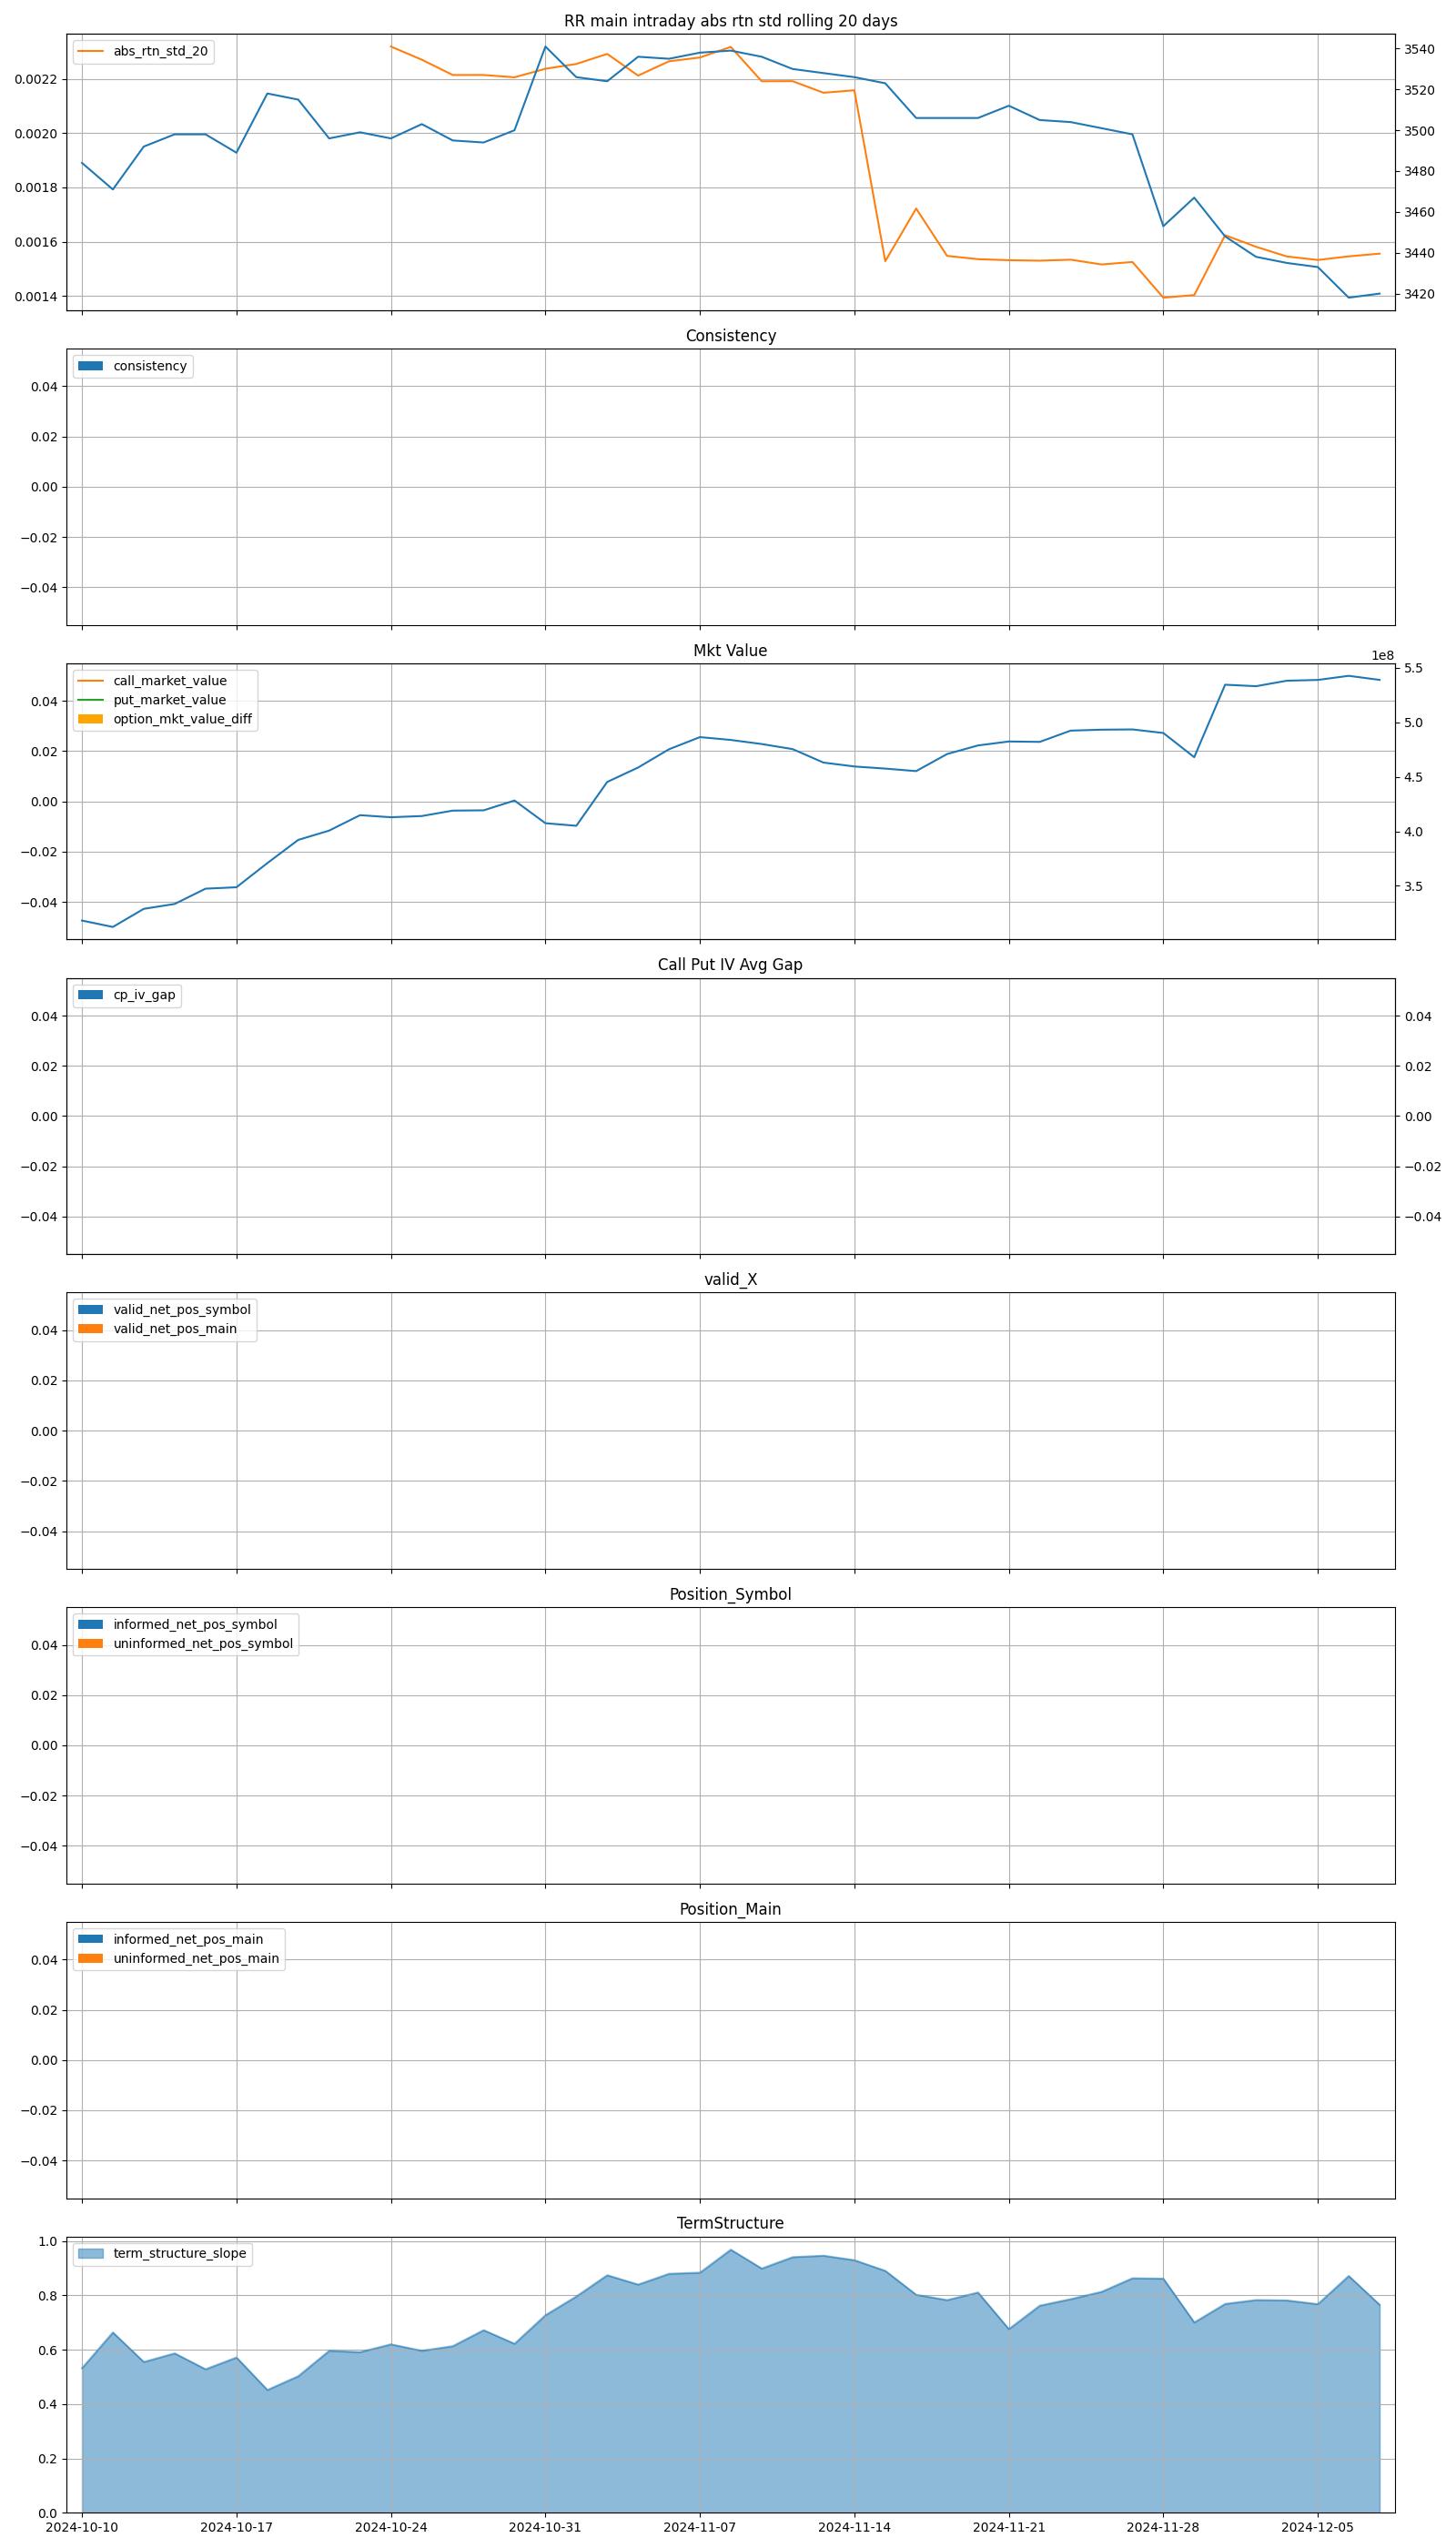 RR main intraday abs rtn std rolling 20 days
abs_rtn_std_20
0.0022
0.0020
0.0018
0.0016
0.0014
3540
3520
3500
3480
3460
3440
3420
Consistency
consistency
0.04
0.02
0.00
−0.02
−0.04
Mkt Value
1e8
call_market_value
put_market_value
option_mkt_value_diff
0.04
0.02
0.00
−0.02
−0.04
5.5
5.0
4.5
4.0
3.5
Call Put IV Avg Gap
cp_iv_gap
0.04
0.02
0.00
−0.02
−0.04
0.04
0.02
0.00
−0.02
−0.04
valid_X
valid_net_pos_symbol
valid_net_pos_main
0.04
0.02
0.00
−0.02
−0.04
Position_Symbol
informed_net_pos_symbol
uninformed_net_pos_symbol
0.04
0.02
0.00
−0.02
−0.04
Position_Main
informed_net_pos_main
uninformed_net_pos_main
0.04
0.02
0.00
−0.02
−0.04
TermStructure
term_structure_slope
1.0
0.8
0.6
0.4
0.2
0.0
2024-10-10 2024-10-17 2024-10-24 2024-10-31 2024-11-07 2024-11-14 2024-11-21 2024-11-28 2024-12-05